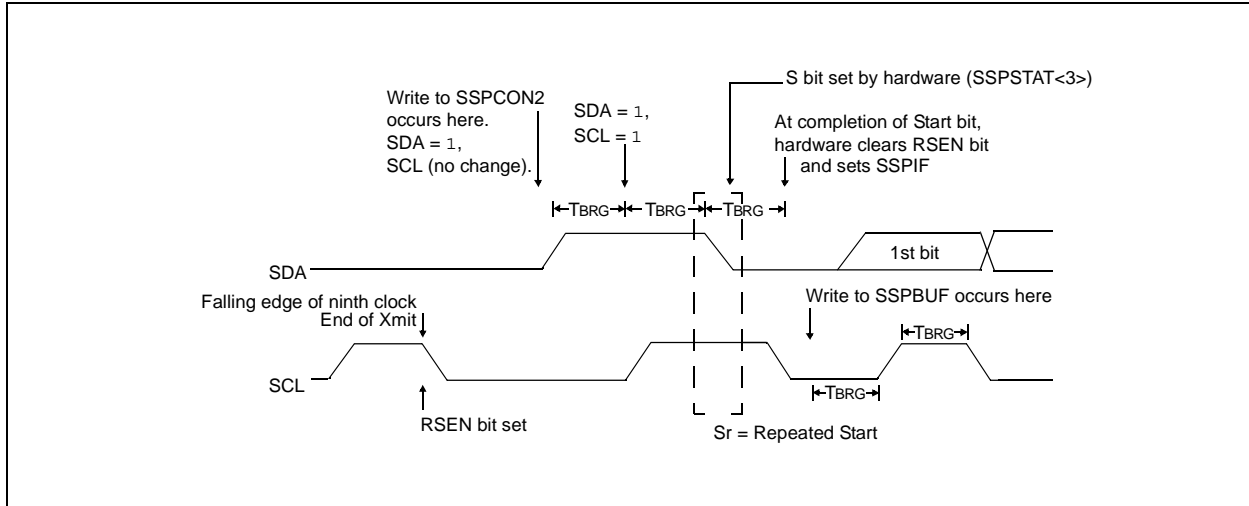 S bit set by hardware (SSPSTAT<3>)
Write to SSPCON2
occurs here.
SDA = 1,
SCL (no change).
SDA = 1,
SCL = 1
At completion of Start bit,
hardware clears RSEN bit
and sets SSPIF
TBRG
TBRG
TBRG
1st bit
SDA
Falling edge of ninth clock
End of Xmit
Write to SSPBUF occurs here
TBRG
SCL
TBRG
RSEN bit set
Sr = Repeated Start